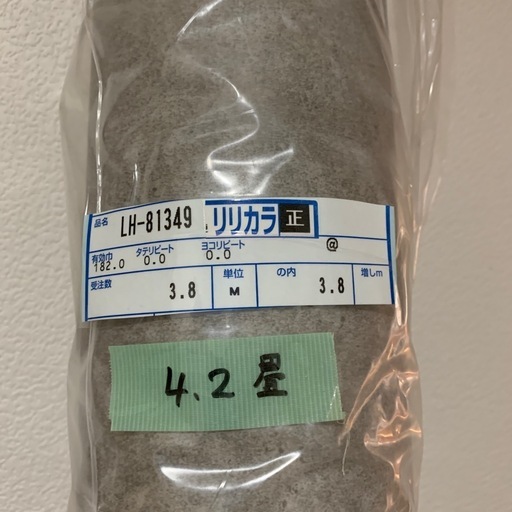 品名 LH-81349 リリカラ 正
有効巾 タテリピート ヨコリピート @
182.0 0.0 0.0
受注数 3.8 単位 M の内 3.8 増しm
4.2畳